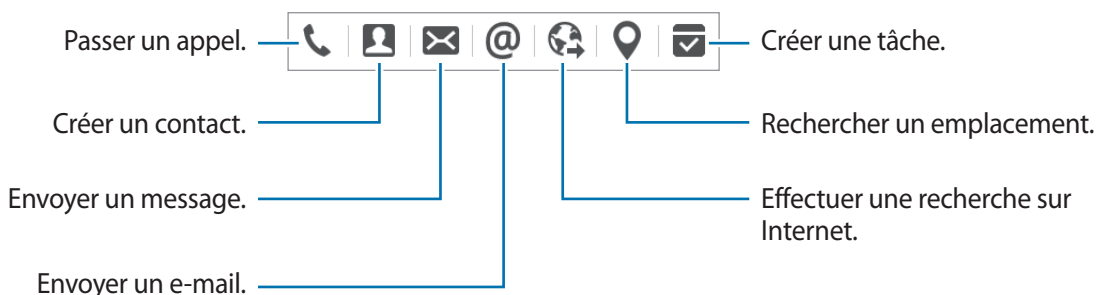 Passer un appel.
Créer un contact.
Envoyer un message.
Envoyer un e-mail.
Créer une tâche.
Rechercher un emplacement.
Effectuer une recherche sur
Internet.